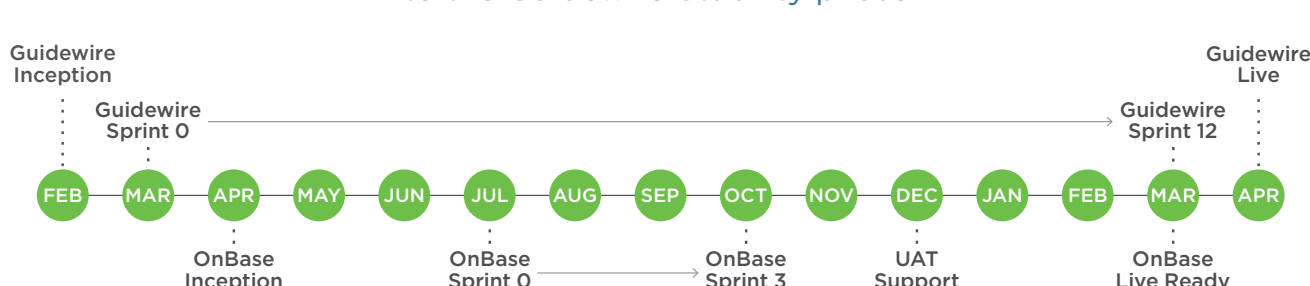 Guidewire
Inception
Guidewire
Live
Guidewire
Sprint 0
Guidewire
Sprint 12
FEB MAR APR MAY JUN JUL AUG SEP OCT NOV DEC JAN FEB MAR APR
OnBase
Inception
OnBase
Sprint 0
OnBase
Sprint 3
UAT
Support
OnBase
Live Ready